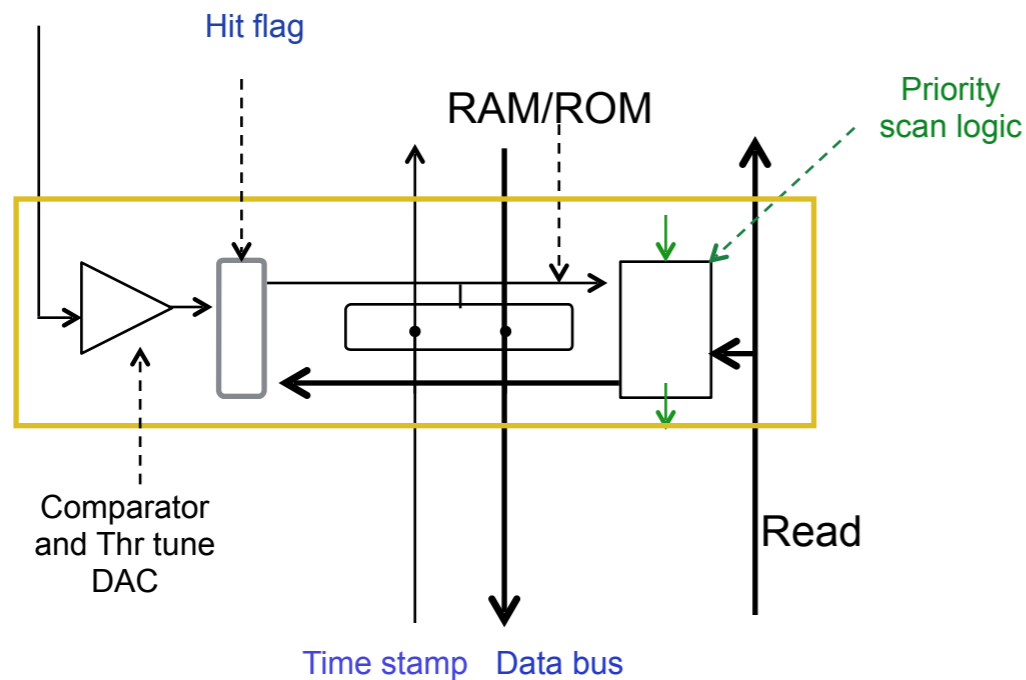 Hit flag
RAM/ROM
Priority
scan logic
Comparator
and Thr tune
DAC
Read
Time stamp
Data bus